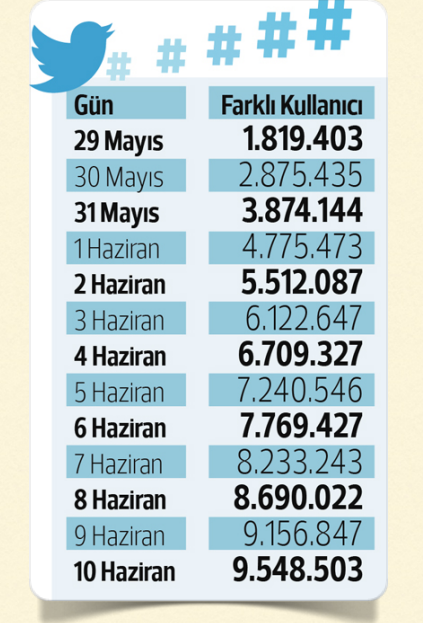 # # # # #
Gün Farklı Kullanıcı
29 Mayıs 1.819.403
30 Mayıs 2.875.435
31 Mayıs 3.874.144
1 Haziran 4.775.473
2 Haziran 5.512.087
3 Haziran 6.122.647
4 Haziran 6.709.327
5 Haziran 7.240.546
6 Haziran 7.769.427
7 Haziran 8.233.243
8 Haziran 8.690.022
9 Haziran 9.156.847
10 Haziran 9.548.503